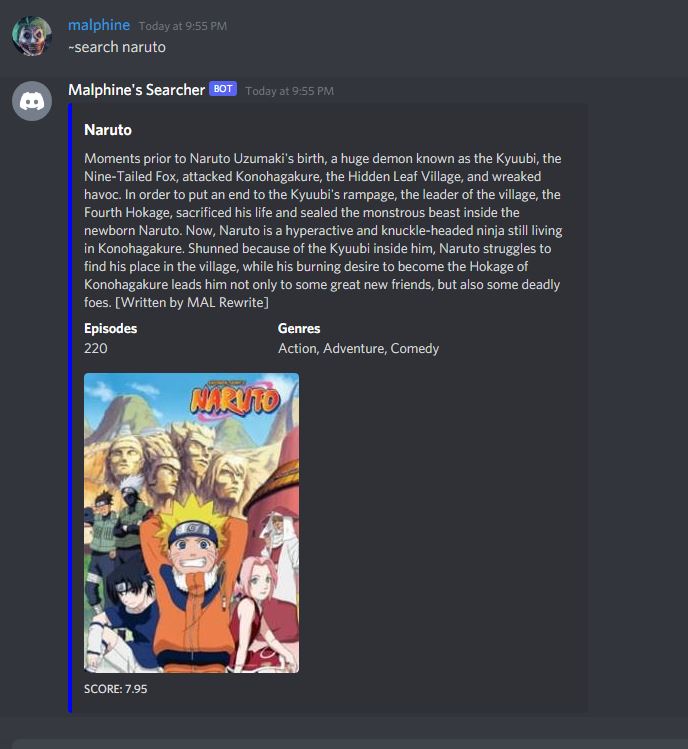 malphine Today at 9:55 PM
~search naruto
Malphine's Searcher BOT Today at 9:55 PM
Naruto
Moments prior to Naruto Uzumaki's birth, a huge demon known as the Kyuubi, the
Nine-Tailed Fox, attacked Konohagakure, the Hidden Leaf Village, and wreaked
havoc. In order to put an end to the Kyuubi's rampage, the leader of the village, the
Fourth Hokage, sacrificed his life and sealed the monstrous beast inside the
newborn Naruto. Now, Naruto is a hyperactive and knuckle-headed ninja still living
in Konohagakure. Shunned because of the Kyuubi inside him, Naruto struggles to
find his place in the village, while his burning desire to become the Hokage of
Konohagakure leads him not only to some great new friends, but also some deadly
foes. [Written by MAL Rewrite]
Episodes Genres
220 Action, Adventure, Comedy
NARUTO
SCORE: 7.95